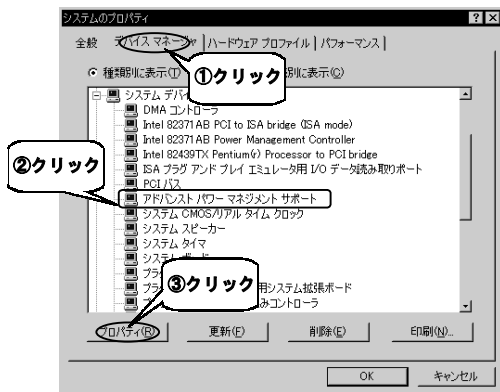 システムのプロパティ
全般 デバイス マネージャ ハードウェア プロファイル パフォーマンス
種類別に表示(T) 別に表示(C)
①クリック
システム デバイ
DMA コントローラ
Intel 82371AB PCI to ISA bridge (ISA mode)
Intel 82371AB Power Management Controller
Intel 82439TX Pentium(r) Processor to PCI bridge
ISA プラグ アンド プレイ エミュレータ用 I/O データ読み取りポート
PCI バス
②クリック
アドバンスト パワー マネジメント サポート
システム CMOS/リアル タイム クロック
システム スピーカー
システム タイマ
システム ボード
③クリック
用システム拡張ボード
みコントローラ
プロパティ(R) 更新(F) 削除(E) 印刷(N)...
OK キャンセル